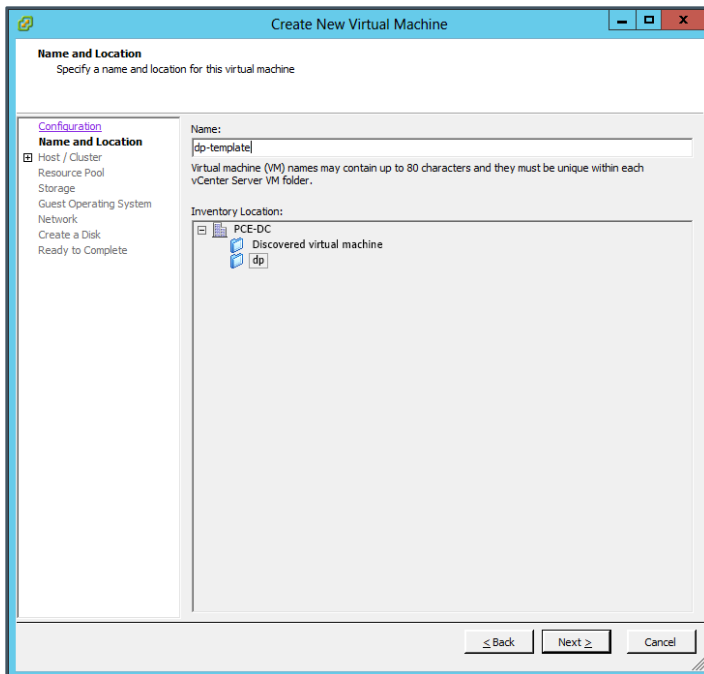 Create New Virtual Machine
Name and Location
Specify a name and location for this virtual machine
Configuration
Name and Location
Host / Cluster
Resource Pool
Storage
Guest Operating System
Network
Create a Disk
Ready to Complete
Name:
dp-template
Virtual machine (VM) names may contain up to 80 characters and they must be unique within each
vCenter Server VM folder.
Inventory Location:
PCE-DC
Discovered virtual machine
dp
< Back
Next >
Cancel